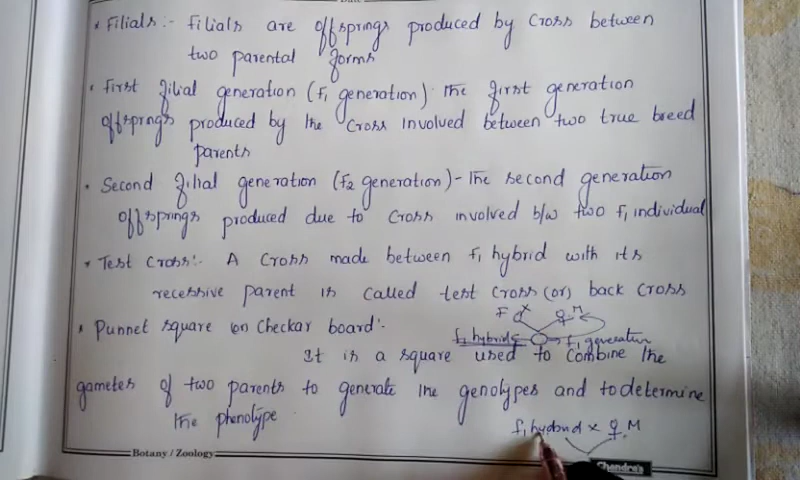 * Filials :- Filials are offsprings produced by cross between
two parental forms
• First filial generation (F1 generation). The first generation
offsprings produced by the cross involved between two true breed
parents
• Second filial generation (F2 generation) - The second generation
offsprings produced due to cross involved b/w two F1 individual
* Test cross:- A cross made between F1 hybrid with its
recessive parent is called test cross (or) back cross
F ♂ x ♀ M
* Punnet square on Checkar board:-
F1 generation
It is a square used to combine the
gametes of two parents to generate the genotypes and to determine
the phenotype
F1 hybrid x ♀ M
Botany / Zoology
Chendra's